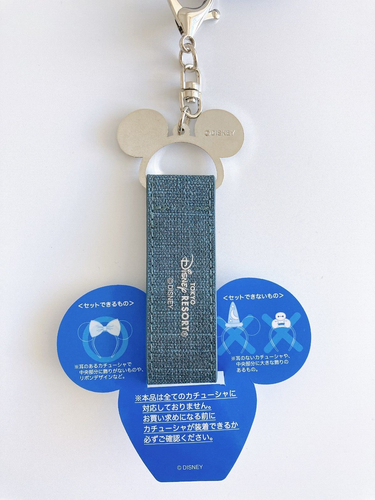 ©DISNEY
TOKYO
Disney RESORT®
©DISNEY.
<セットできるもの>
※耳のあるカチューシャで
中央部分に飾りがないものや、
リボンデザインなど。
<セットできないもの>
※耳のないカチューシャや、
中央部分に大きな飾りの
あるもの。
※本品は全てのカチューシャに
対応しておりません。
お買い求めになる前に
カチューシャが装着できるか
必ずご確認ください。
©DISNEY